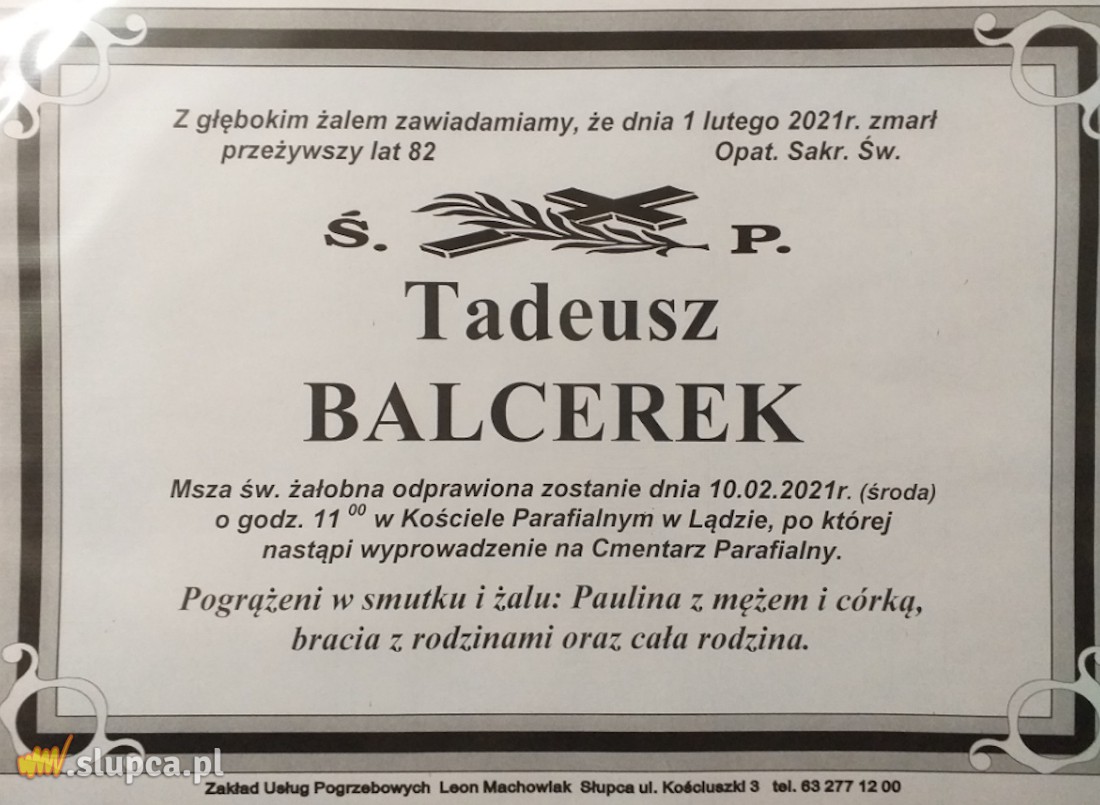 Z głębokim żalem zawiadamiamy, że dnia 1 lutego 2021r. zmarł
przeżywszy lat 82 Opat. Sakr. Św.
Ś. P.
Tadeusz
BALCEREK
Msza św. żałobna odprawiona zostanie dnia 10.02.2021r. (środa)
o godz. 11 00 w Kościele Parafialnym w Lądzie, po której
nastąpi wyprowadzenie na Cmentarz Parafialny.
Pogrążeni w smutku i żalu: Paulina z mężem i córką,
bracia z rodzinami oraz cała rodzina.
.slupca.pl
Zakład Usług Pogrzebowych Leon Machowiak Słupca ul. Kościuszki 3 tel. 63 277 12 00